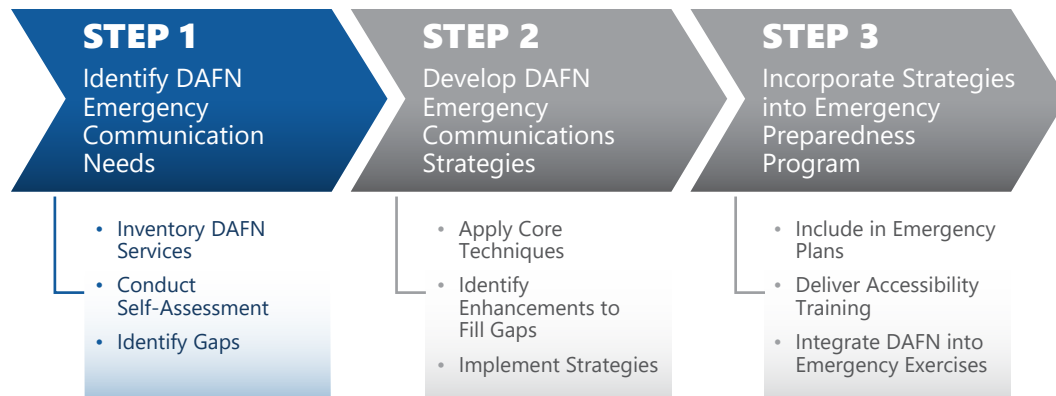 STEP 1
Identify DAFN
Emergency
Communication
Needs
• Inventory DAFN
Services
• Conduct
Self-Assessment
• Identify Gaps
STEP 2
Develop DAFN
Emergency
Communications
Strategies
• Apply Core
Techniques
• Identify
Enhancements to
Fill Gaps
• Implement Strategies
STEP 3
Incorporate Strategies
into Emergency
Preparedness
Program
• Include in Emergency
Plans
• Deliver Accessibility
Training
• Integrate DAFN into
Emergency Exercises